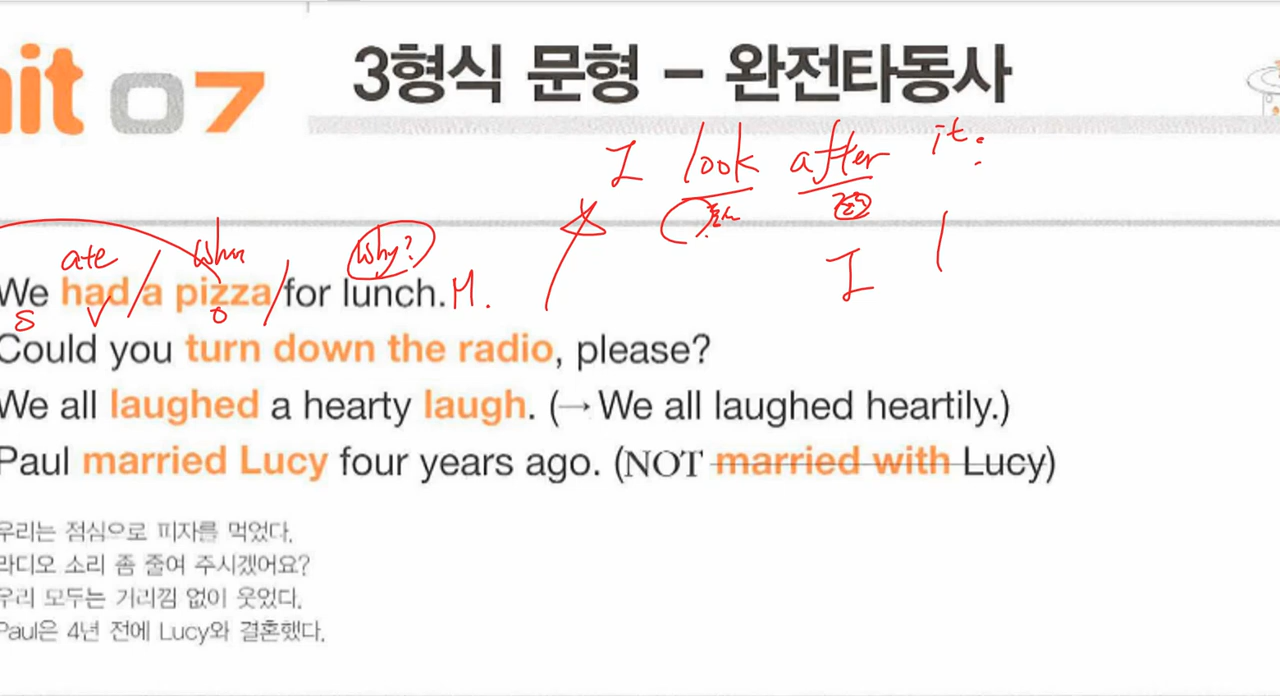 nit 07 3형식 문형 – 완전타동사
I look after it.
ate why?
We had / a pizza / for lunch. M.
S V O
I
Could you turn down the radio, please?
We all laughed a hearty laugh. (→ We all laughed heartily.)
Paul married Lucy four years ago. (NOT married with Lucy)
우리는 점심으로 피자를 먹었다.
라디오 소리 좀 줄여 주시겠어요?
우리 모두는 거리낌 없이 웃었다.
Paul은 4년 전에 Lucy와 결혼했다.